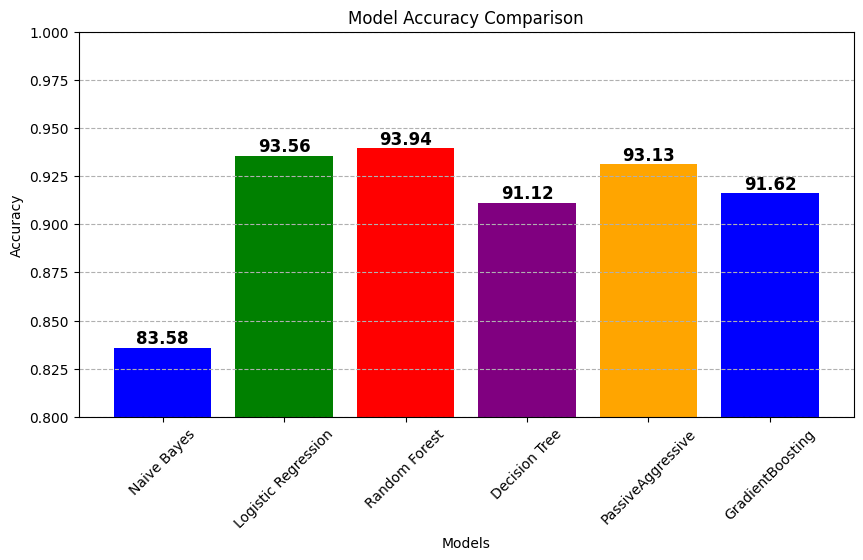 Model Accuracy Comparison
Accuracy
1.000
0.975
0.950
0.925
0.900
0.875
0.850
0.825
0.800
83.58
93.56
93.94
91.12
93.13
91.62
Naive Bayes
Logistic Regression
Random Forest
Decision Tree
PassiveAggressive
GradientBoosting
Models